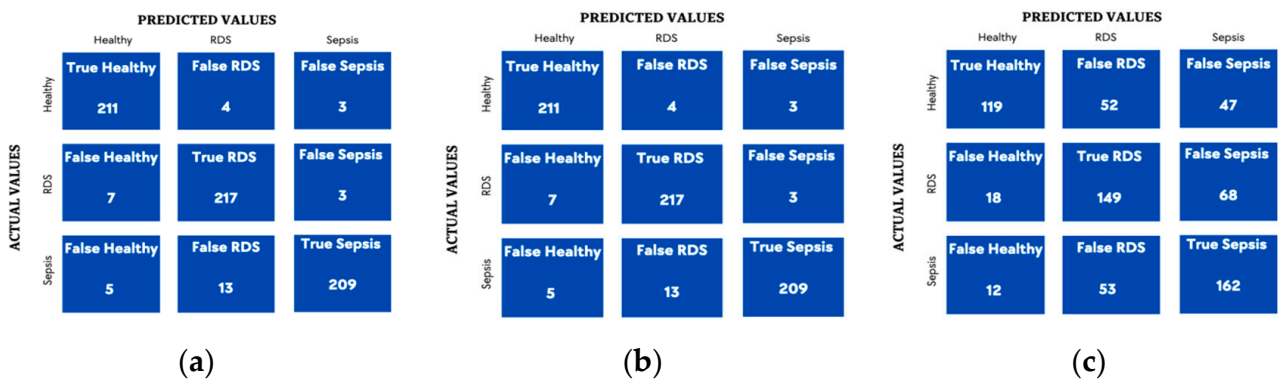 PREDICTED VALUES
Healthy RDS Sepsis
ACTUAL VALUES
Healthy
True Healthy False RDS False Sepsis
211 4 3
RDS
False Healthy True RDS False Sepsis
7 217 3
Sepsis
False Healthy False RDS True Sepsis
5 13 209
(a)
PREDICTED VALUES
Healthy RDS Sepsis
ACTUAL VALUES
Healthy
True Healthy False RDS False Sepsis
211 4 3
RDS
False Healthy True RDS False Sepsis
7 217 3
Sepsis
False Healthy False RDS True Sepsis
5 13 209
(b)
PREDICTED VALUES
Healthy RDS Sepsis
ACTUAL VALUES
Healthy
True Healthy False RDS False Sepsis
119 52 47
RDS
False Healthy True RDS False Sepsis
18 149 68
Sepsis
False Healthy False RDS True Sepsis
12 53 162
(c)